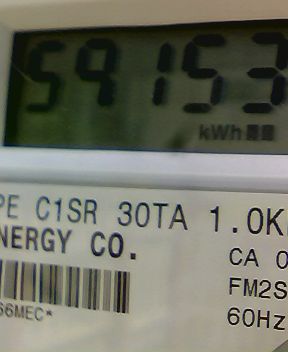 59153
kWh
PE C1SR 30TA 1.0K
NERGY CO.
CA 0
FM2S
66MEC*
60Hz